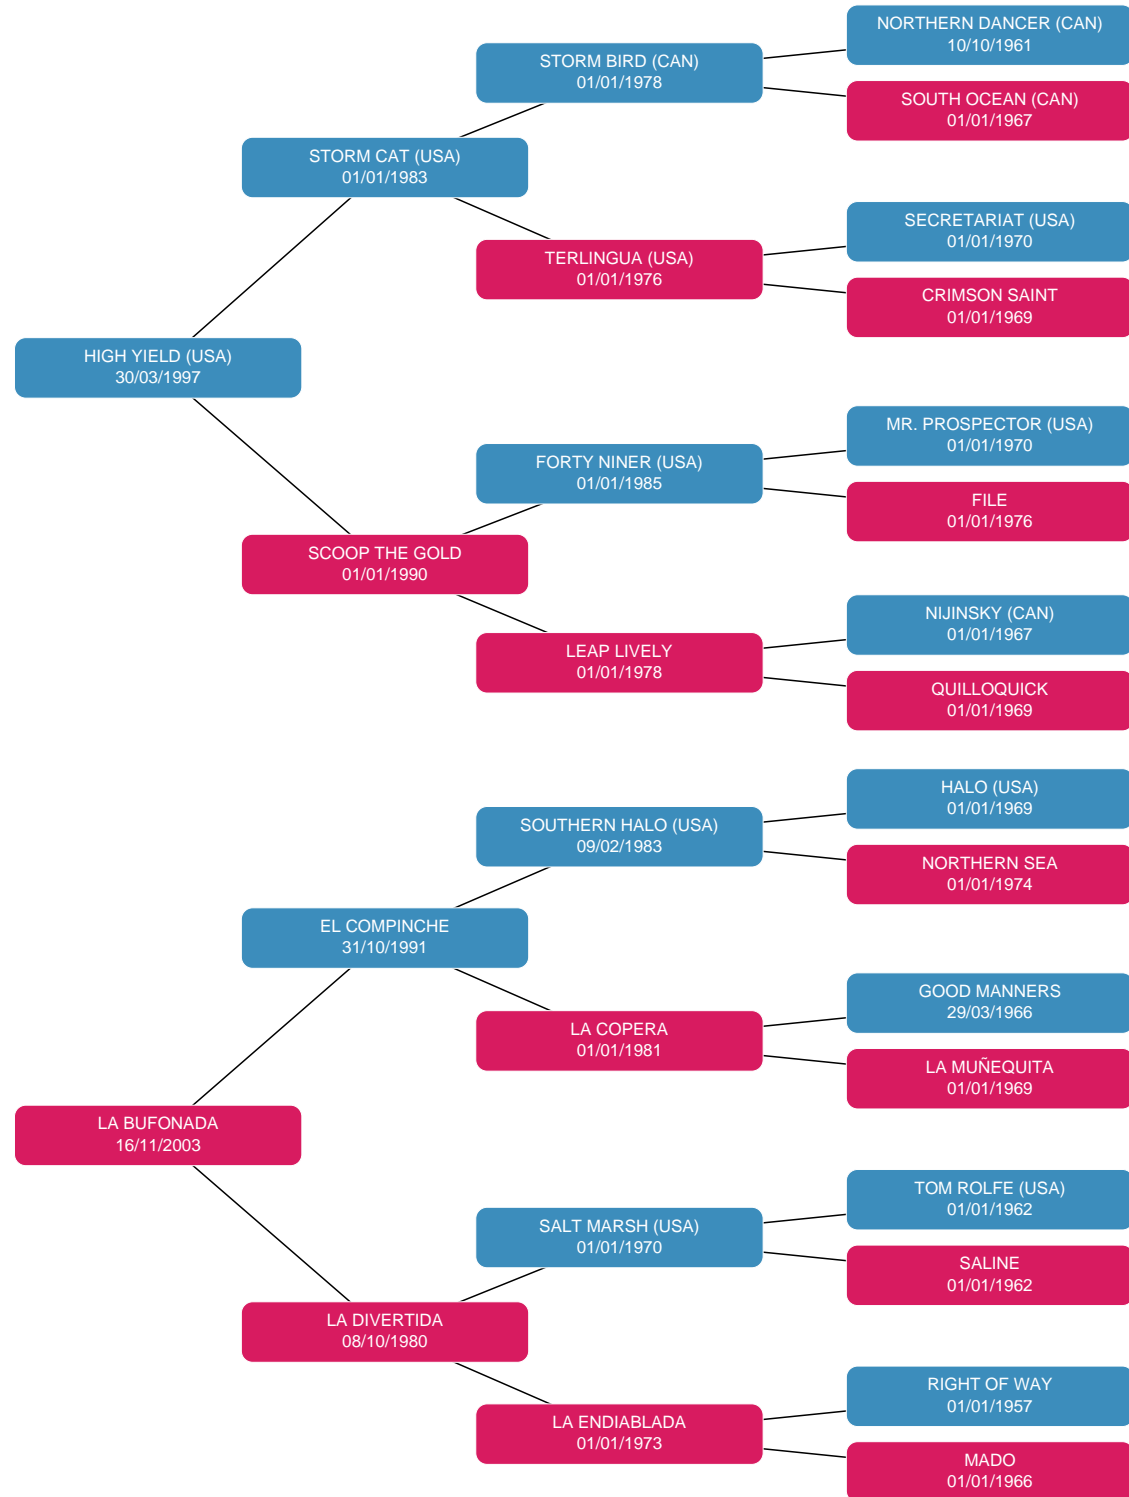 NORTHERN DANCER (CAN)
10/10/1961
STORM BIRD (CAN)
01/01/1978
SOUTH OCEAN (CAN)
01/01/1967
STORM CAT (USA)
01/01/1983
SECRETARIAT (USA)
01/01/1970
TERLINGUA (USA)
01/01/1976
CRIMSON SAINT
01/01/1969
HIGH YIELD (USA)
30/03/1997
MR. PROSPECTOR (USA)
01/01/1970
FORTY NINER (USA)
01/01/1985
FILE
01/01/1976
SCOOP THE GOLD
01/01/1990
NIJINSKY (CAN)
01/01/1967
LEAP LIVELY
01/01/1978
QUILLOQUICK
01/01/1969
HALO (USA)
01/01/1969
SOUTHERN HALO (USA)
09/02/1983
NORTHERN SEA
01/01/1974
EL COMPINCHE
31/10/1991
GOOD MANNERS
29/03/1966
LA COPERA
01/01/1981
LA MUÑEQUITA
01/01/1969
LA BUFONADA
16/11/2003
TOM ROLFE (USA)
01/01/1962
SALT MARSH (USA)
01/01/1970
SALINE
01/01/1962
LA DIVERTIDA
08/10/1980
RIGHT OF WAY
01/01/1957
LA ENDIABLADA
01/01/1973
MADO
01/01/1966